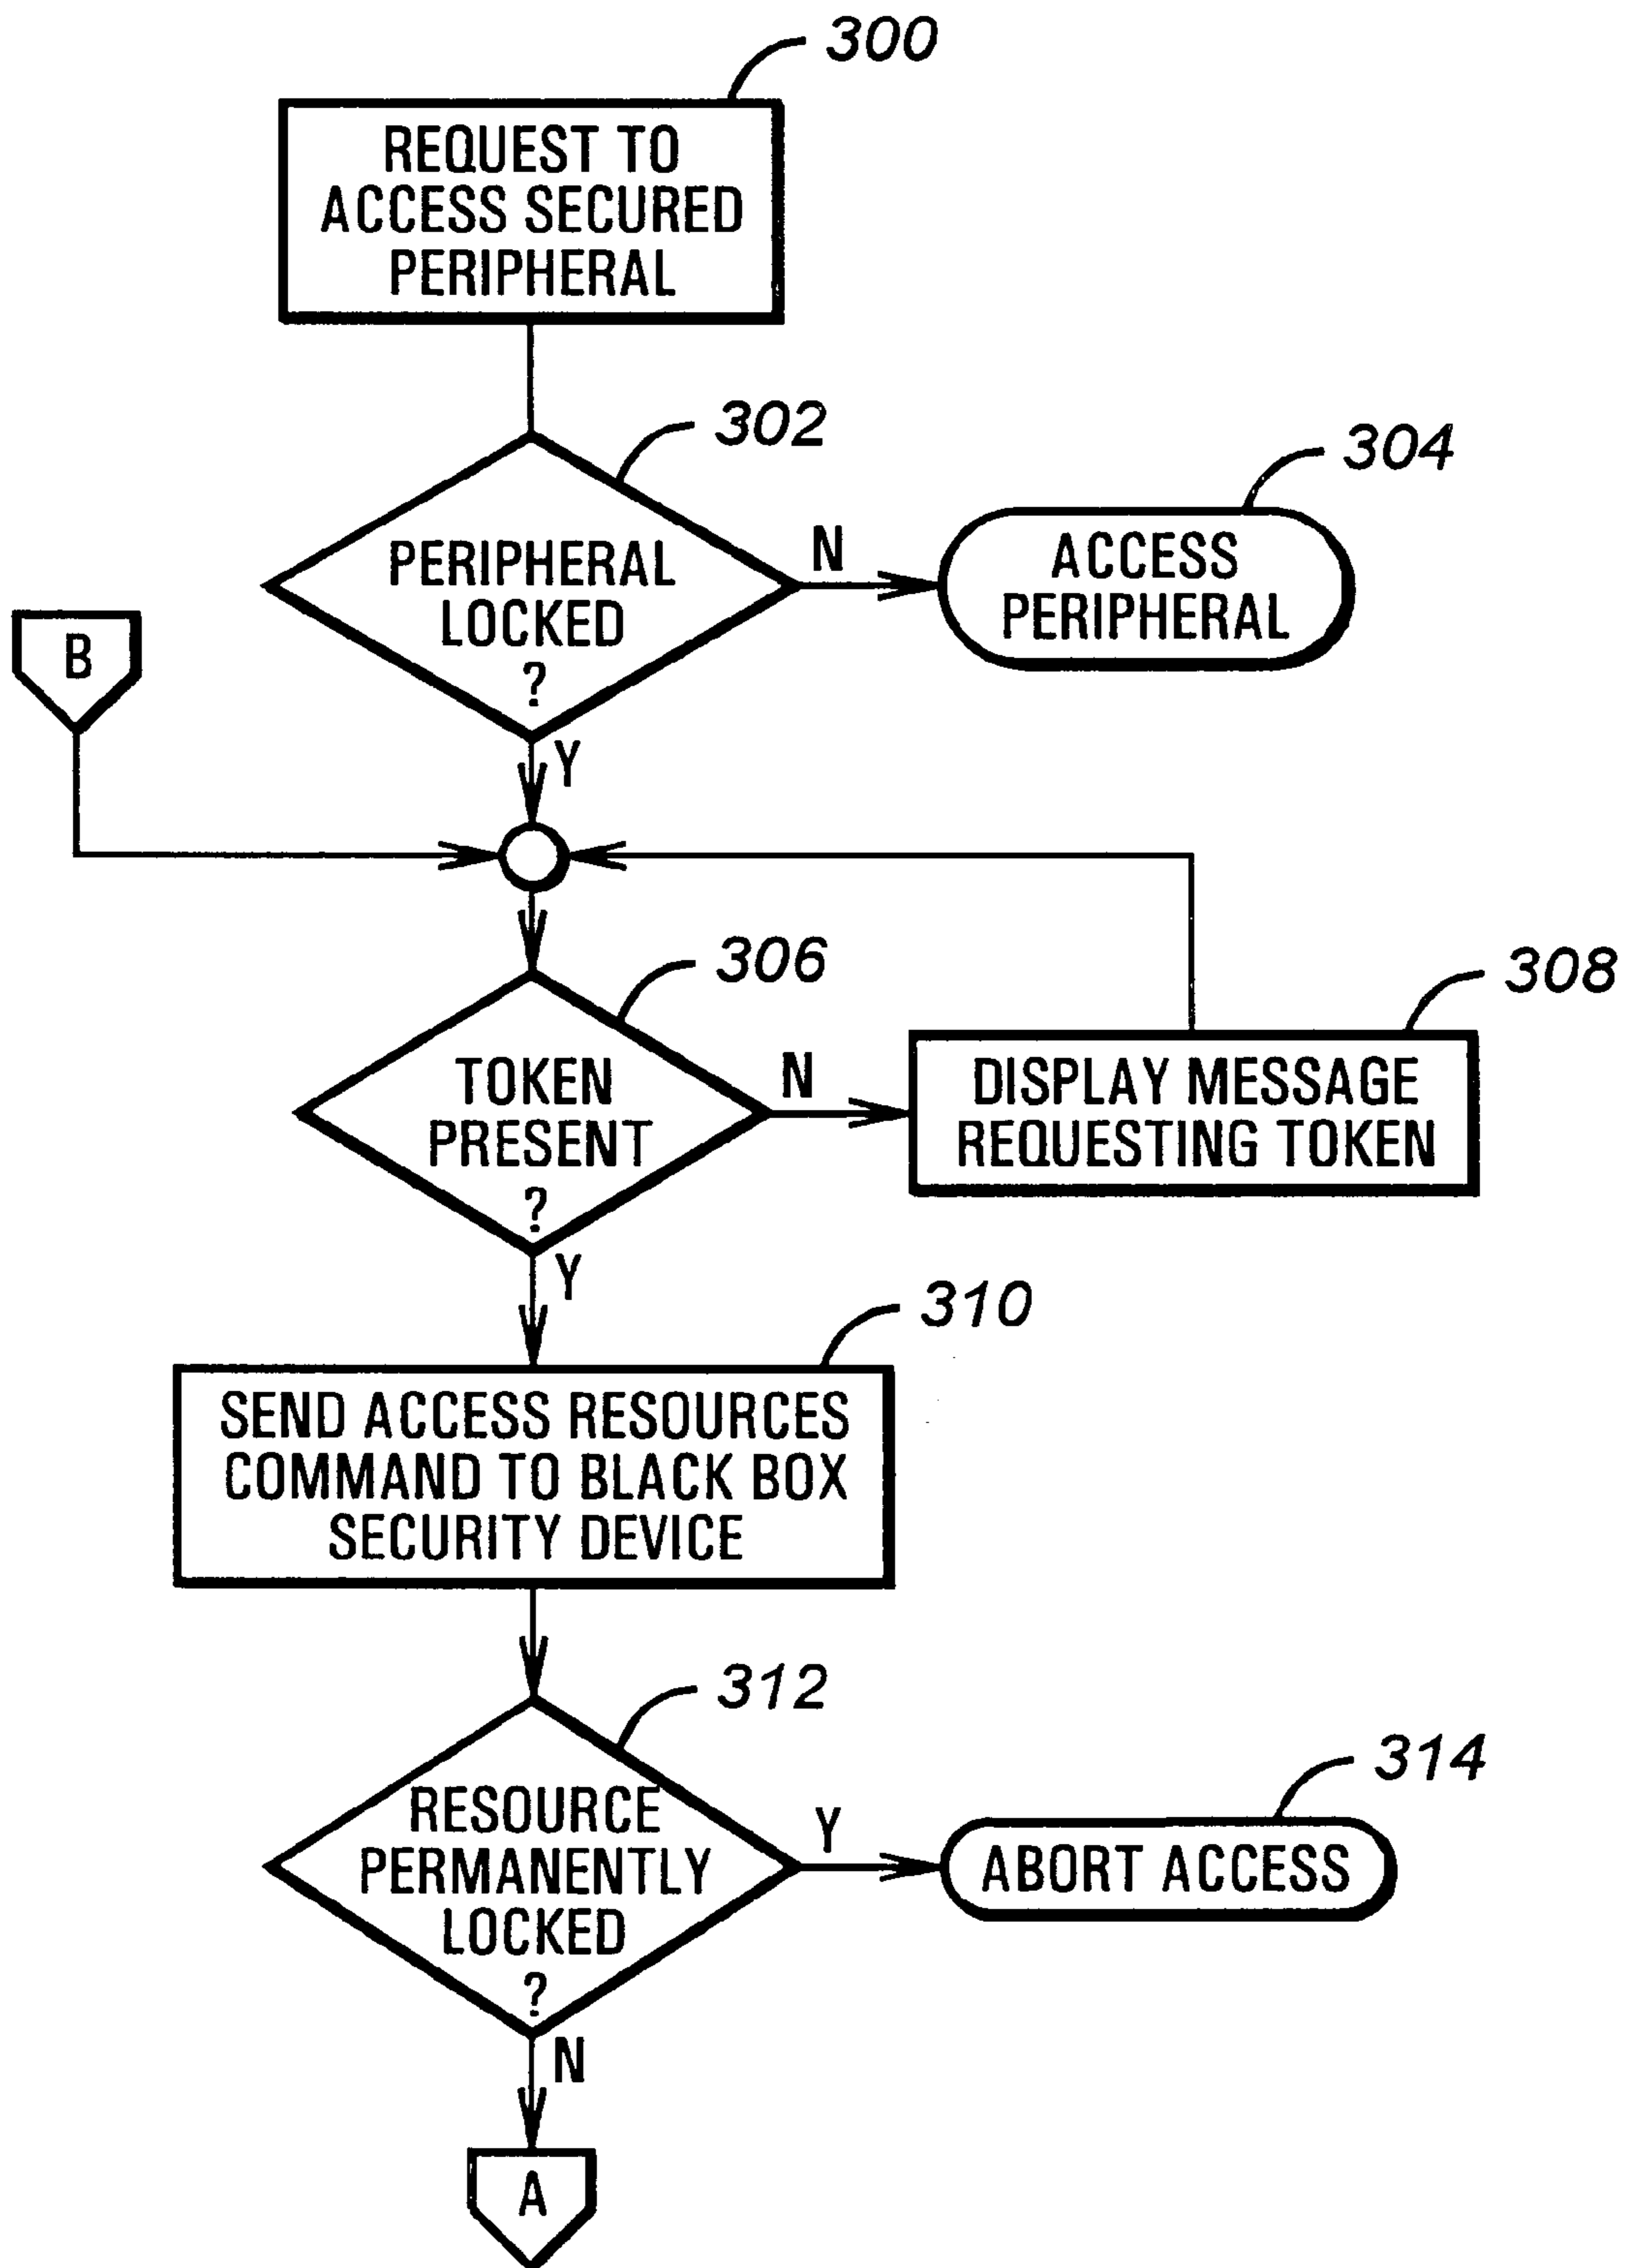 300
REQUEST TO
ACCESS SECURED
PERIPHERAL
302
304
PERIPHERAL
LOCKED
?
N
ACCESS
PERIPHERAL
B
Y
306
308
TOKEN
PRESENT
?
N
DISPLAY MESSAGE
REQUESTING TOKEN
Y
310
SEND ACCESS RESOURCES
COMMAND TO BLACK BOX
SECURITY DEVICE
312
314
RESOURCE
PERMANENTLY
LOCKED
?
Y
ABORT ACCESS
N
A